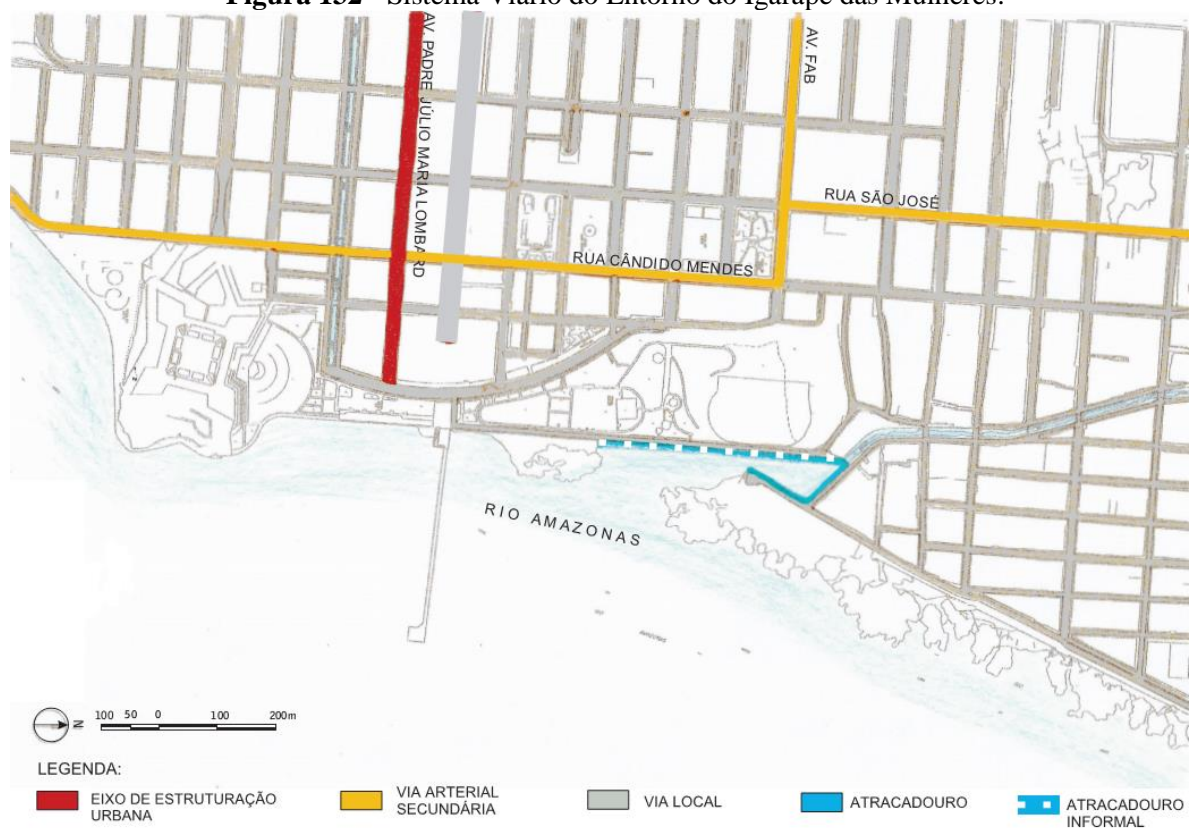 Figura 132 - Sistema Viário do Entorno do Igarapé das Mulheres.
AV. PADRE JÚLIO MARIA LOMBARD
AV. FAB
RUA SÃO JOSÉ
RUA CÂNDIDO MENDES
RIO AMAZONAS
N
100 50 0 100 200m
LEGENDA:
EIXO DE ESTRUTURAÇÃO
URBANA
VIA ARTERIAL
SECUNDÁRIA
VIA LOCAL
ATRACADOURO
ATRACADOURO
INFORMAL